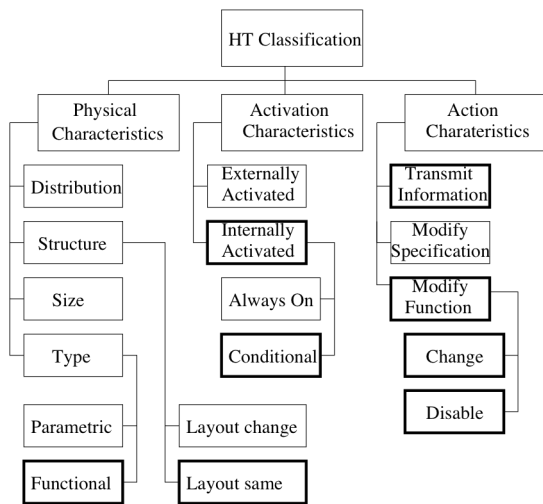 HT Classification
Physical
Characteristics
Activation
Characteristics
Action
Charateristics
Distribution
Structure
Size
Type
Parametric
Functional
Layout change
Layout same
Externally
Activated
Internally
Activated
Always On
Conditional
Transmit
Information
Modify
Specification
Modify
Function
Change
Disable